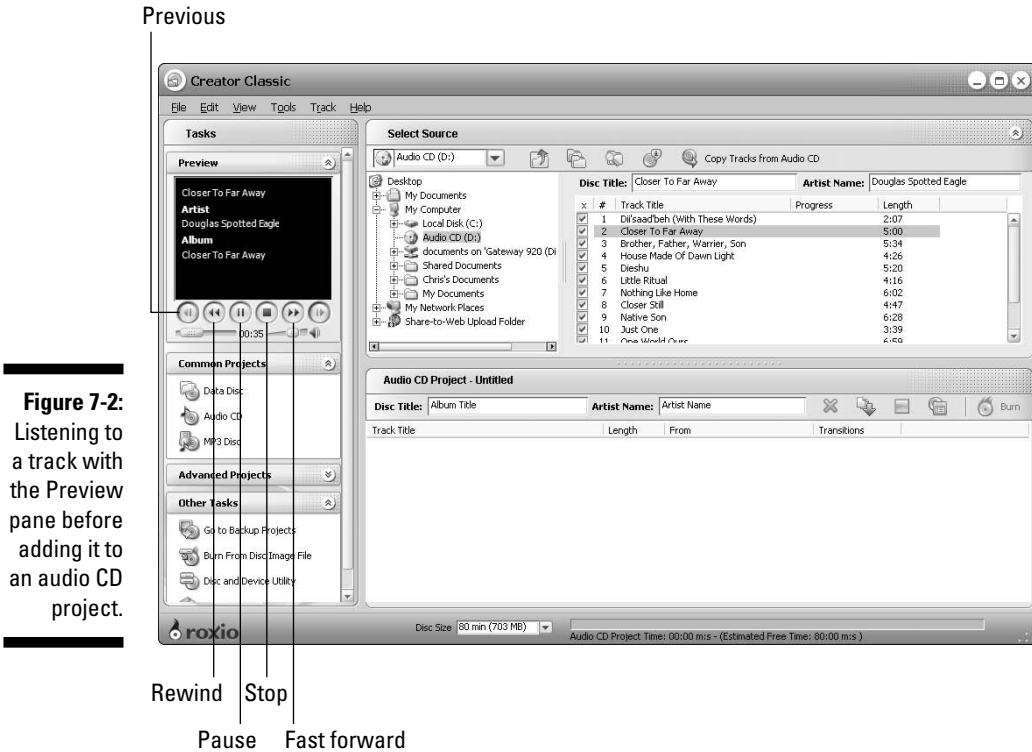 Previous
Creator Classic
File Edit View Tools Track Help
Tasks
Preview
Closer To Far Away
Artist
Douglas Spotted Eagle
Album
Closer To Far Away
00:35
Common Projects
Data Disc
Audio CD
MP3 Disc
Advanced Projects
Other Tasks
Go to Backup Projects
Burn From Disc Image File
Disc and Device Utility
Select Source
Audio CD (D:)
Copy Tracks from Audio CD
Desktop
My Documents
My Computer
Local Disk (C:)
Audio CD (D:)
documents on 'Gateway 920 (Di
Shared Documents
Chris's Documents
My Documents
My Network Places
Share-to-Web Upload Folder
Disc Title: Closer To Far Away Artist Name: Douglas Spotted Eagle
x # Track Title Progress Length
1 Dii'saad'beh (With These Words) 2:07
2 Closer To Far Away 5:00
3 Brother, Father, Warrier, Son 5:34
4 House Made Of Dawn Light 4:26
5 Dieshu 5:20
6 Little Ritual 4:16
7 Nothing Like Home 6:02
8 Closer Still 4:47
9 Native Son 6:28
10 Just One 3:39
11 One World Ours 6:59
Audio CD Project - Untitled
Disc Title: Album Title Artist Name: Artist Name Burn
Track Title Length From Transitions
roxio
Disc Size 80 min (703 MB)
Audio CD Project Time: 00:00 m:s - (Estimated Free Time: 80:00 m:s )
Figure 7-2:
Listening to
a track with
the Preview
pane before
adding it to
an audio CD
project.
Rewind Stop
Pause Fast forward